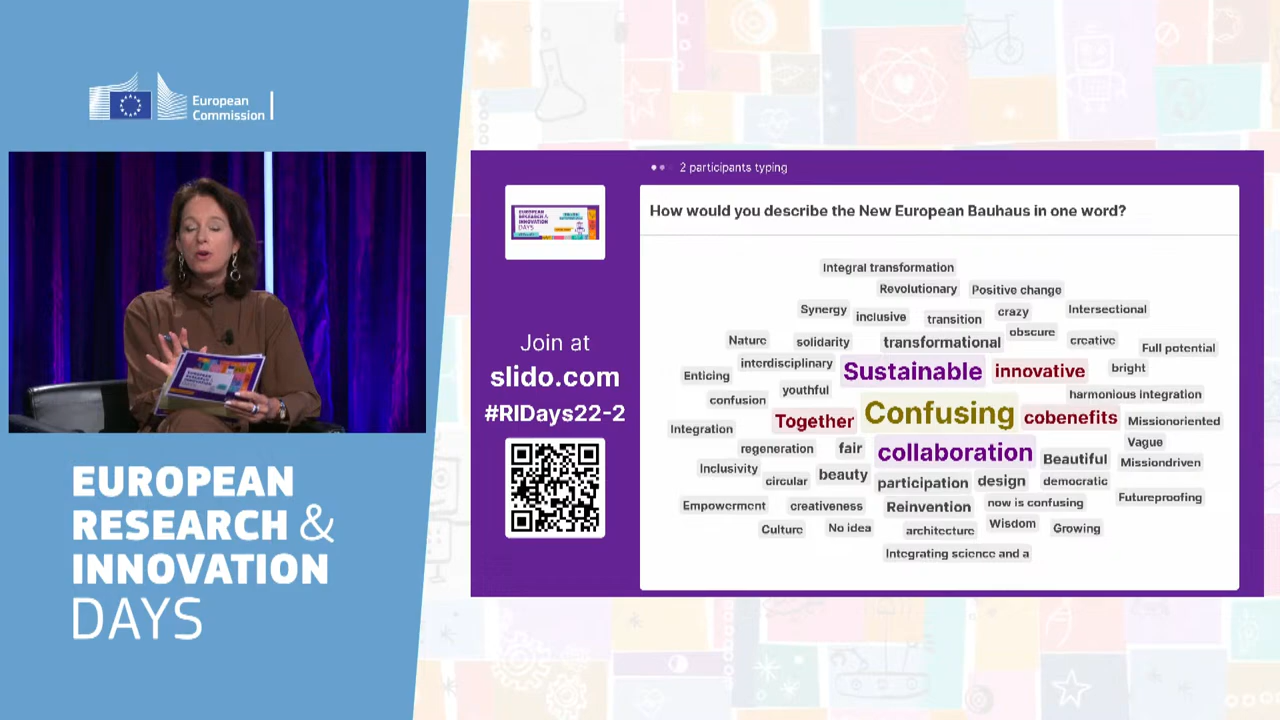 European
Commission
EUROPEAN
RESEARCH &
INNOVATION
DAYS
2 participants typing
EUROPEAN
RESEARCH &
INNOVATION
DAYS
Join at
slido.com
#RIDays22-2
How would you describe the New European Bauhaus in one word?
Integral transformation
Revolutionary Positive change
Synergy inclusive transition crazy Intersectional
Nature solidarity transformational obscure creative Full potential
Enticing interdisciplinary Sustainable innovative bright
confusion youthful harmonious integration
Integration Together Confusing cobenefits Missionoriented
regeneration fair collaboration Beautiful Vague
Inclusivity circular beauty participation design democratic Missiondriven
Empowerment creativeness Reinvention now is confusing Futureproofing
Culture No idea architecture Wisdom Growing
Integrating science and a